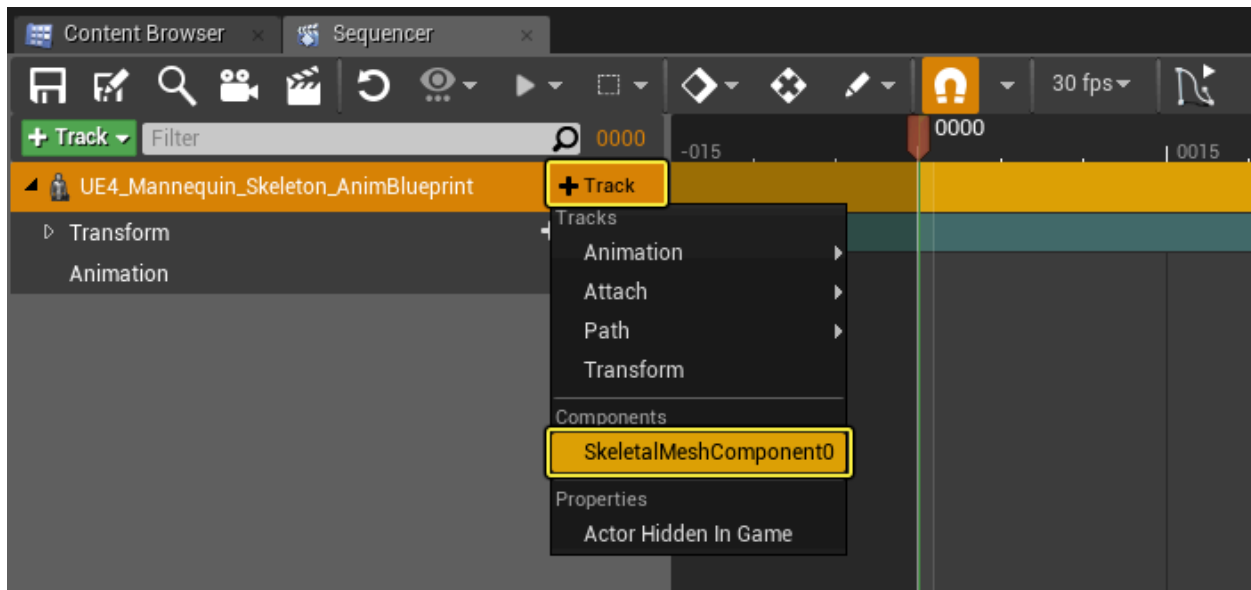 Content Browser
Sequencer
30 fps
Track
Filter
0000
-015
0000
0015
UE4_Mannequin_Skeleton_AnimBlueprint
Track
Transform
Animation
Tracks
Animation
Attach
Path
Transform
Components
SkeletalMeshComponent0
Properties
Actor Hidden In Game